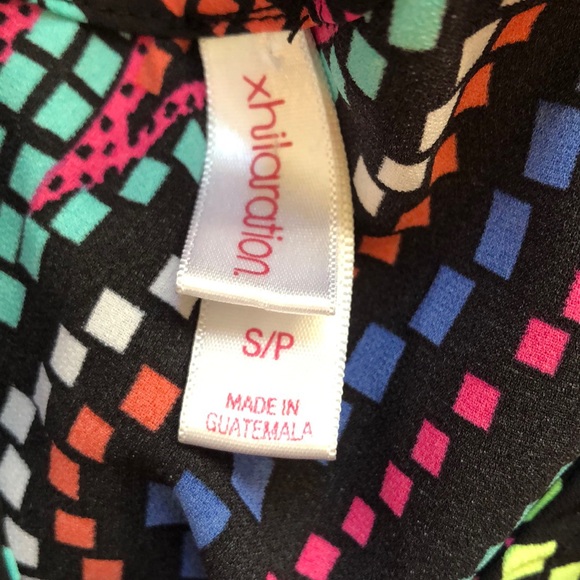 xhilaration.
S/P
MADE IN
GUATEMALA